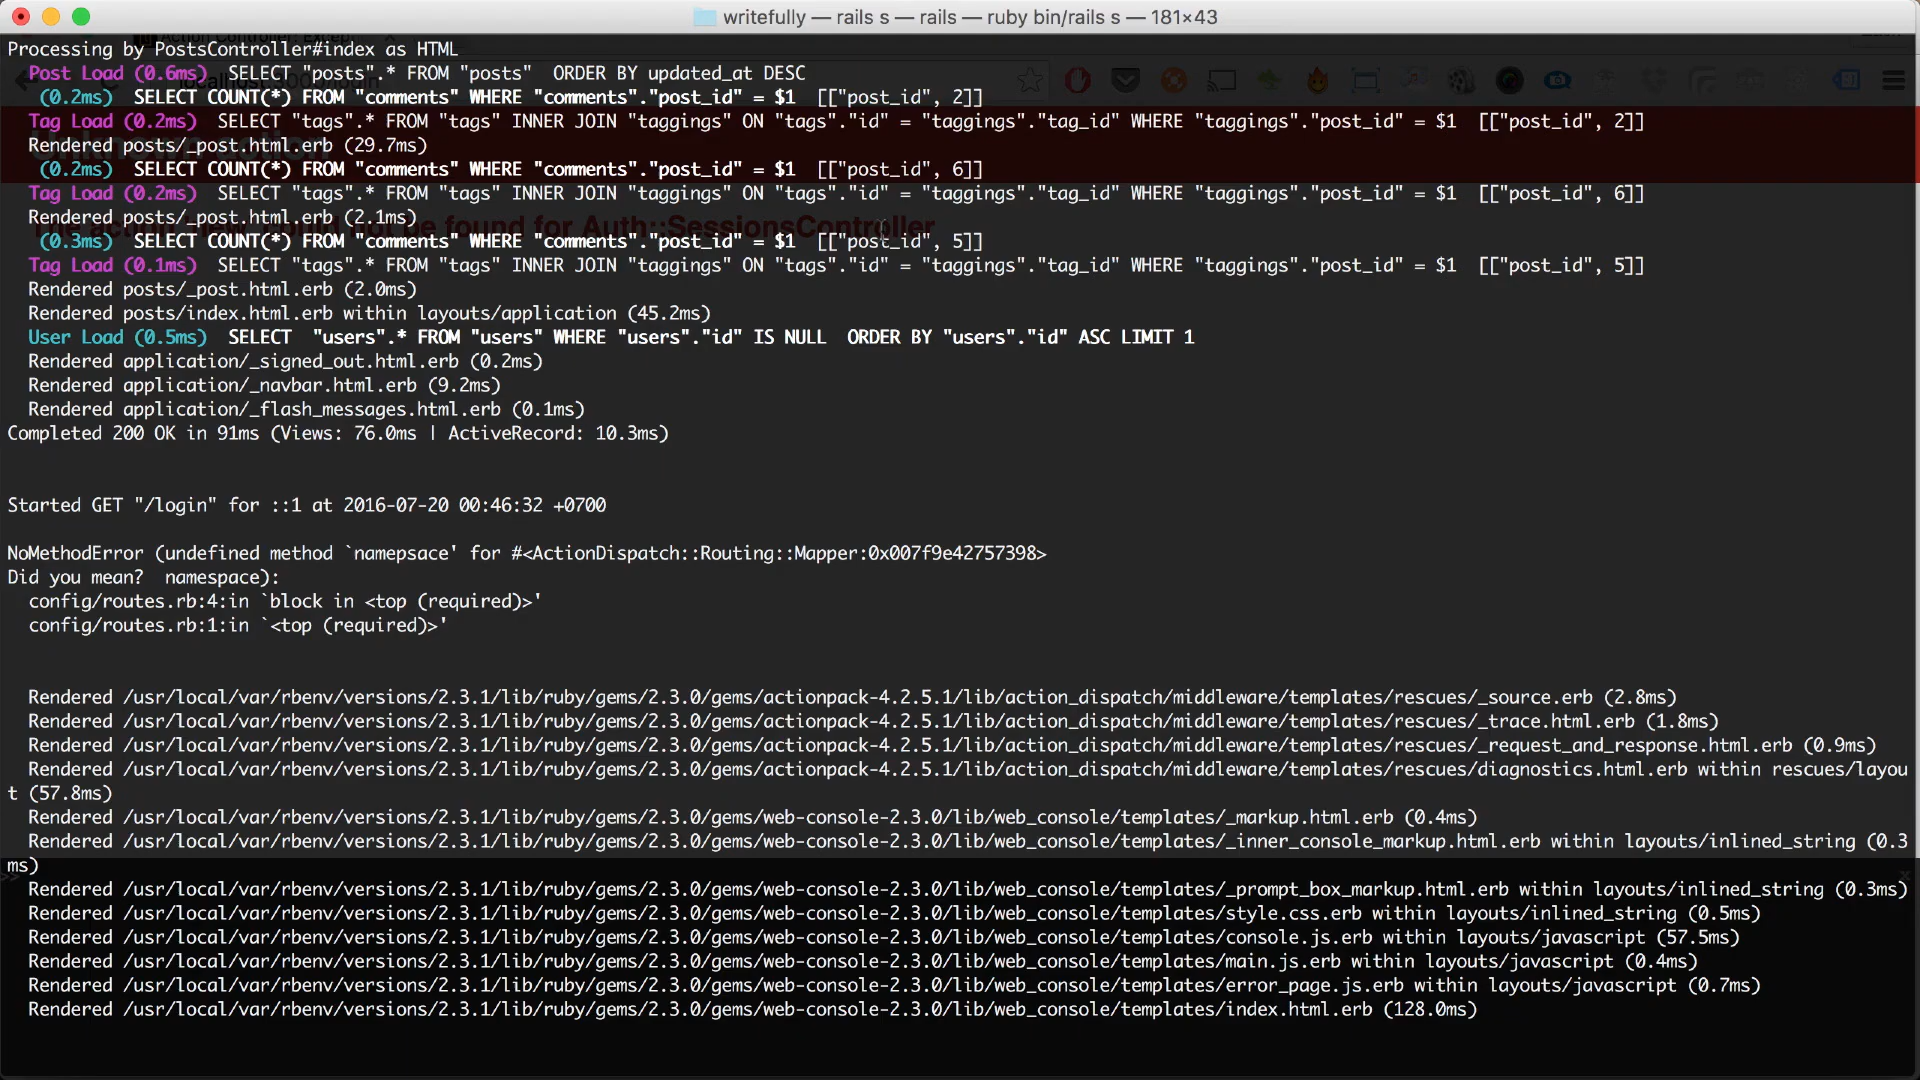 writefully — rails s — rails — ruby bin/rails s — 181×43
Processing by PostsController#index as HTML
Post Load (0.6ms)  SELECT "posts".* FROM "posts"  ORDER BY updated_at DESC
(0.2ms)  SELECT COUNT(*) FROM "comments" WHERE "comments"."post_id" = $1  [["post_id", 2]]
Tag Load (0.2ms)  SELECT "tags".* FROM "tags" INNER JOIN "taggings" ON "tags"."id" = "taggings"."tag_id" WHERE "taggings"."post_id" = $1  [["post_id", 2]]
Unknown action
Rendered posts/_post.html.erb (29.7ms)
(0.2ms)  SELECT COUNT(*) FROM "comments" WHERE "comments"."post_id" = $1  [["post_id", 6]]
Tag Load (0.2ms)  SELECT "tags".* FROM "tags" INNER JOIN "taggings" ON "tags"."id" = "taggings"."tag_id" WHERE "taggings"."post_id" = $1  [["post_id", 6]]
Rendered posts/_post.html.erb (2.1ms)
The action 'new' could not be found for Auth::SessionsController
(0.3ms)  SELECT COUNT(*) FROM "comments" WHERE "comments"."post_id" = $1  [["post_id", 5]]
Tag Load (0.1ms)  SELECT "tags".* FROM "tags" INNER JOIN "taggings" ON "tags"."id" = "taggings"."tag_id" WHERE "taggings"."post_id" = $1  [["post_id", 5]]
Rendered posts/_post.html.erb (2.0ms)
Rendered posts/index.html.erb within layouts/application (45.2ms)
User Load (0.5ms)  SELECT  "users".* FROM "users" WHERE "users"."id" IS NULL  ORDER BY "users"."id" ASC LIMIT 1
Rendered application/_signed_out.html.erb (0.2ms)
Rendered application/_navbar.html.erb (9.2ms)
Rendered application/_flash_messages.html.erb (0.1ms)
Completed 200 OK in 91ms (Views: 76.0ms | ActiveRecord: 10.3ms)
Started GET "/login" for ::1 at 2016-07-20 00:46:32 +0700
NoMethodError (undefined method `namepsace' for #<ActionDispatch::Routing::Mapper:0x007f9e42757398>
Did you mean?  namespace):
config/routes.rb:4:in `block in <top (required)>'
config/routes.rb:1:in `<top (required)>'
Rendered /usr/local/var/rbenv/versions/2.3.1/lib/ruby/gems/2.3.0/gems/actionpack-4.2.5.1/lib/action_dispatch/middleware/templates/rescues/_source.erb (2.8ms)
Rendered /usr/local/var/rbenv/versions/2.3.1/lib/ruby/gems/2.3.0/gems/actionpack-4.2.5.1/lib/action_dispatch/middleware/templates/rescues/_trace.html.erb (1.8ms)
Rendered /usr/local/var/rbenv/versions/2.3.1/lib/ruby/gems/2.3.0/gems/actionpack-4.2.5.1/lib/action_dispatch/middleware/templates/rescues/_request_and_response.html.erb (0.9ms)
Rendered /usr/local/var/rbenv/versions/2.3.1/lib/ruby/gems/2.3.0/gems/actionpack-4.2.5.1/lib/action_dispatch/middleware/templates/rescues/diagnostics.html.erb within rescues/layou
t (57.8ms)
Rendered /usr/local/var/rbenv/versions/2.3.1/lib/ruby/gems/2.3.0/gems/web-console-2.3.0/lib/web_console/templates/_markup.html.erb (0.4ms)
Rendered /usr/local/var/rbenv/versions/2.3.1/lib/ruby/gems/2.3.0/gems/web-console-2.3.0/lib/web_console/templates/_inner_console_markup.html.erb within layouts/inlined_string (0.3
ms)
Rendered /usr/local/var/rbenv/versions/2.3.1/lib/ruby/gems/2.3.0/gems/web-console-2.3.0/lib/web_console/templates/_prompt_box_markup.html.erb within layouts/inlined_string (0.3ms)
Rendered /usr/local/var/rbenv/versions/2.3.1/lib/ruby/gems/2.3.0/gems/web-console-2.3.0/lib/web_console/templates/style.css.erb within layouts/inlined_string (0.5ms)
Rendered /usr/local/var/rbenv/versions/2.3.1/lib/ruby/gems/2.3.0/gems/web-console-2.3.0/lib/web_console/templates/console.js.erb within layouts/javascript (57.5ms)
Rendered /usr/local/var/rbenv/versions/2.3.1/lib/ruby/gems/2.3.0/gems/web-console-2.3.0/lib/web_console/templates/main.js.erb within layouts/javascript (0.4ms)
Rendered /usr/local/var/rbenv/versions/2.3.1/lib/ruby/gems/2.3.0/gems/web-console-2.3.0/lib/web_console/templates/error_page.js.erb within layouts/javascript (0.7ms)
Rendered /usr/local/var/rbenv/versions/2.3.1/lib/ruby/gems/2.3.0/gems/web-console-2.3.0/lib/web_console/templates/index.html.erb (128.0ms)